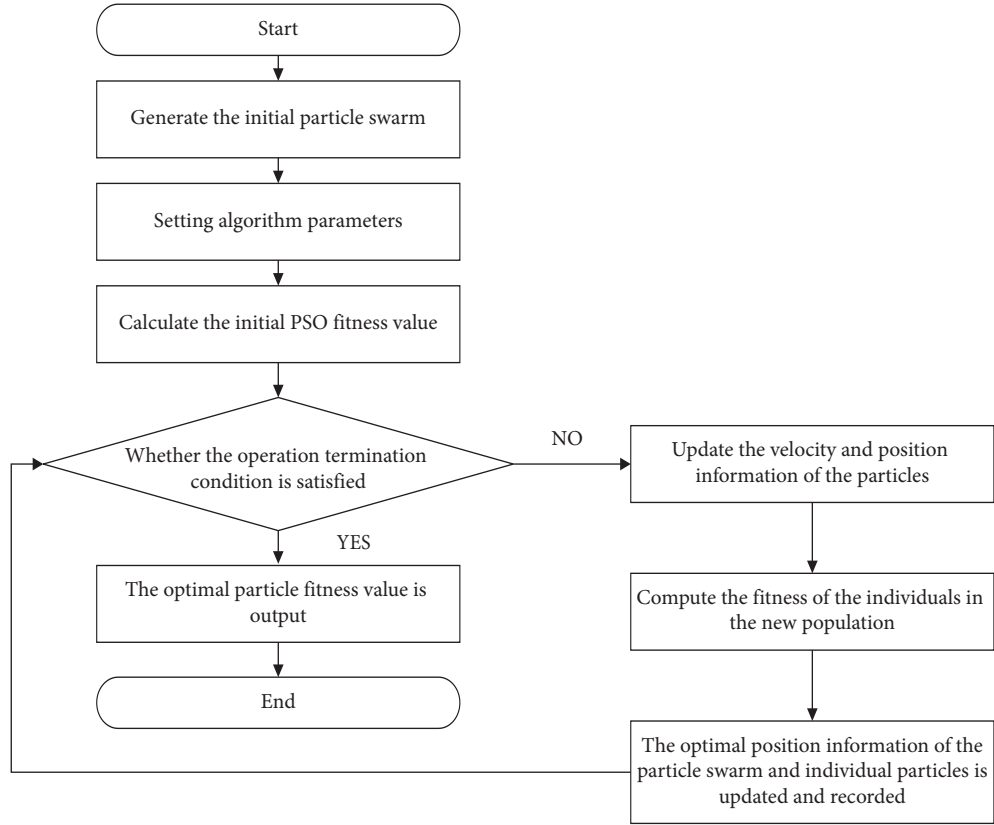 Start
Generate the initial particle swarm
Setting algorithm parameters
Calculate the initial PSO fitness value
Whether the operation termination
condition is satisfied
NO
YES
The optimal particle fitness value is
output
End
Update the velocity and position
information of the particles
Compute the fitness of the individuals in
the new population
The optimal position information of the
particle swarm and individual particles is
updated and recorded